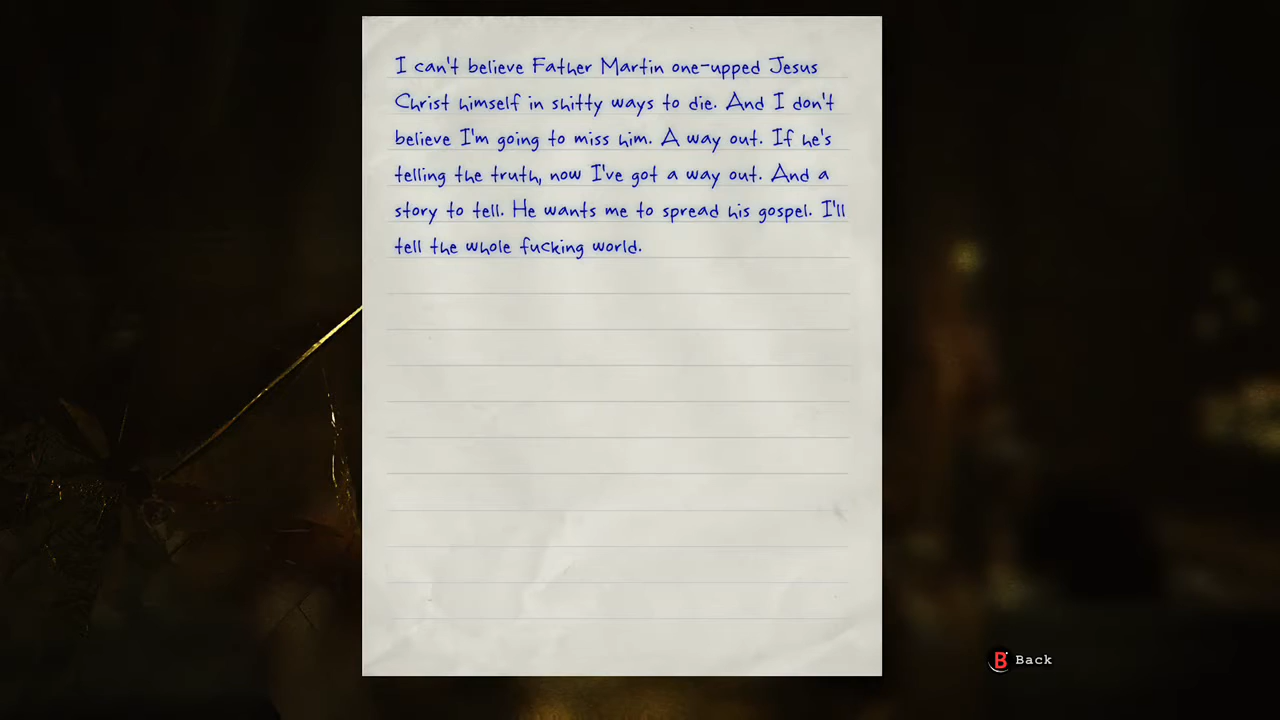 I can't believe Father Martin one-upped Jesus
Christ himself in shitty ways to die. And I don't
believe I'm going to miss him. A way out. If he's
telling the truth, now I've got a way out. And a
story to tell. He wants me to spread his gospel. I'll
tell the whole fucking world.
B Back